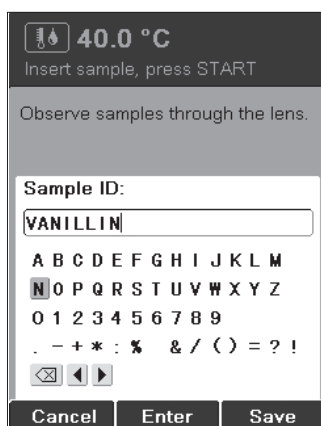 40.0 °C
Insert sample, press START
Observe samples through the lens.
Sample ID:
VANILLIN
A B C D E F G H I J K L M
N O P Q R S T U V W X Y Z
0 1 2 3 4 5 6 7 8 9
. - + * : % & / ( ) = ? !
Cancel Enter Save